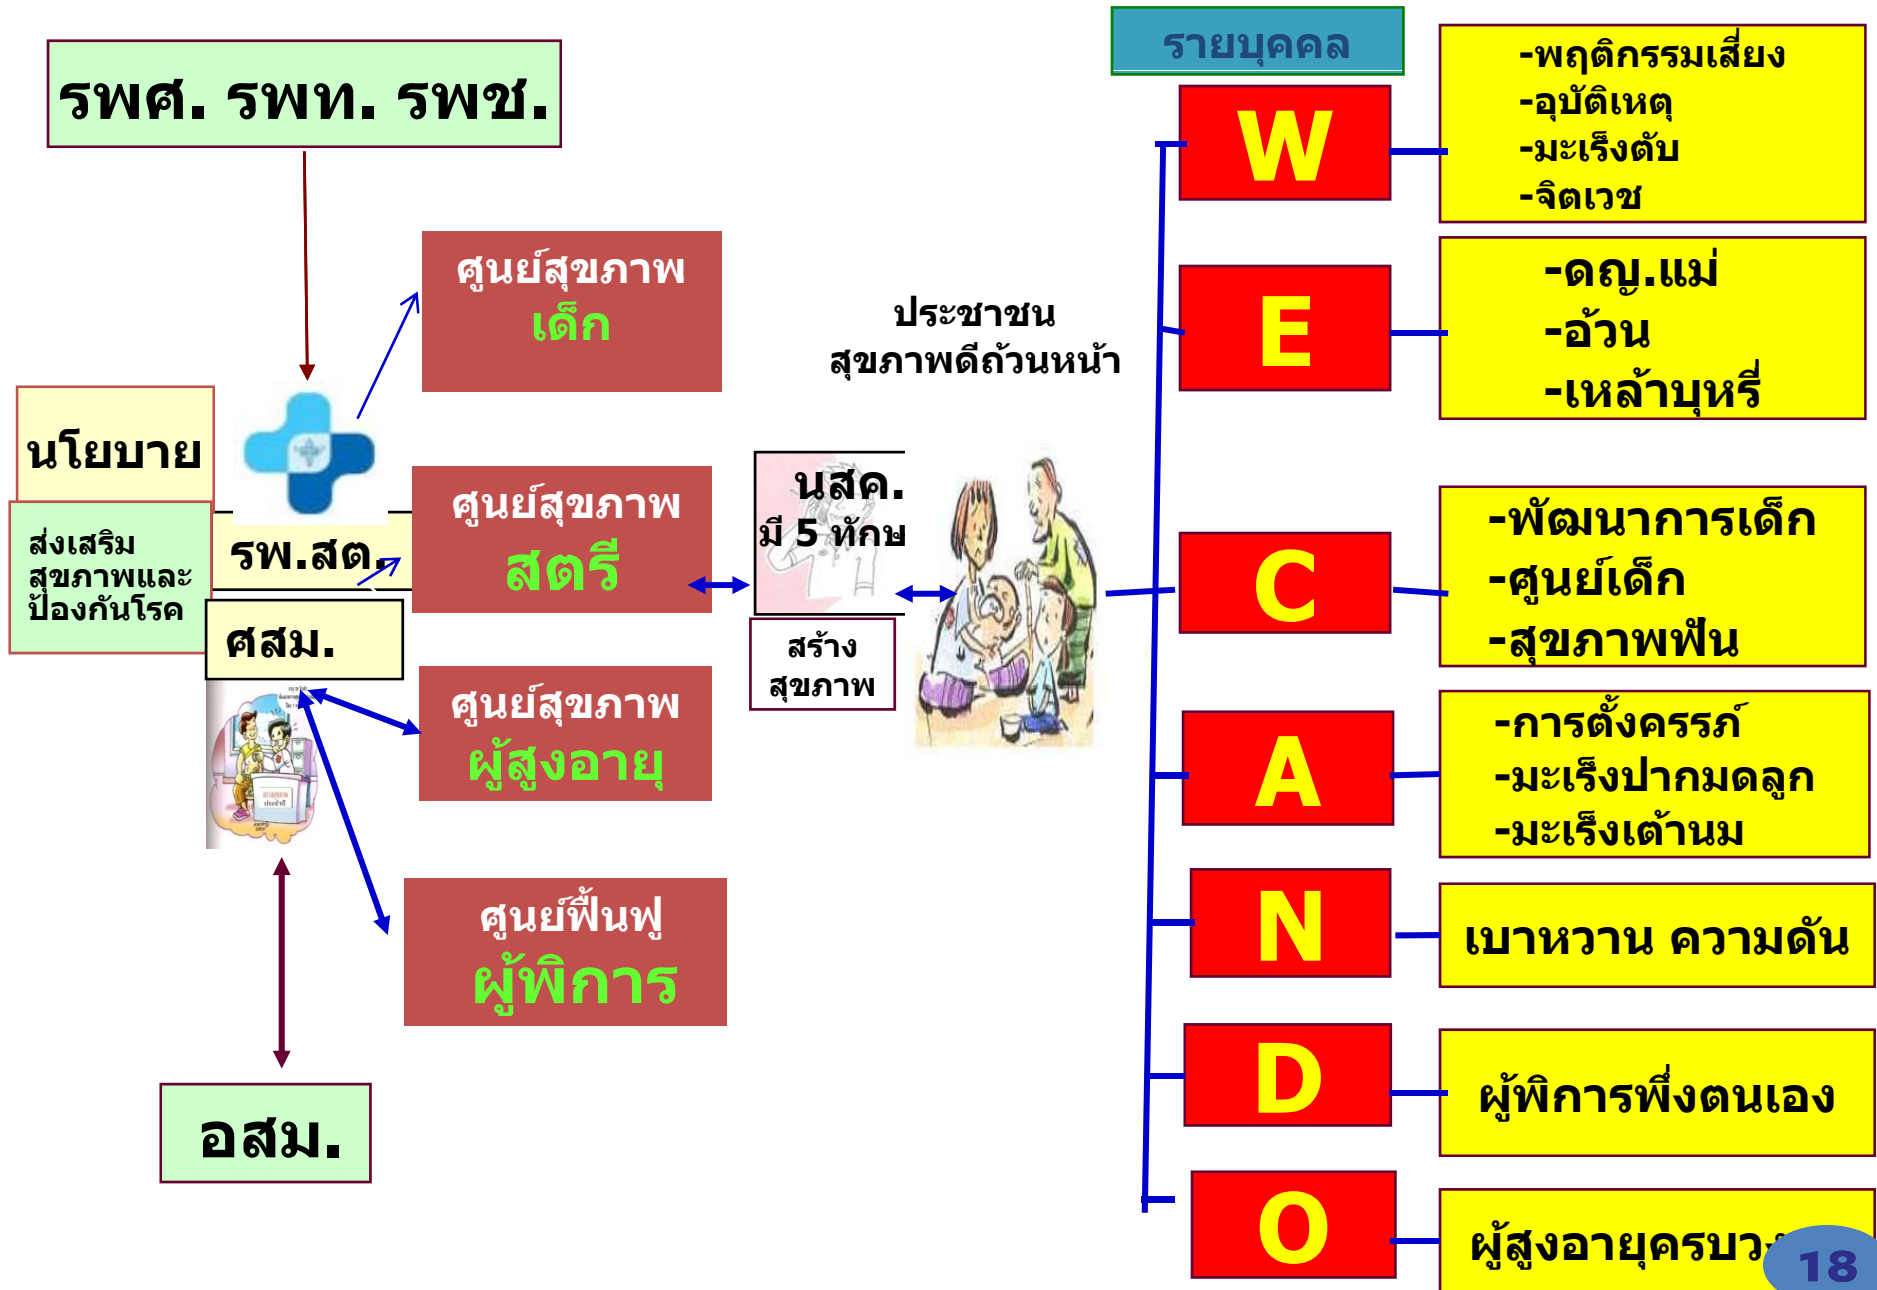 รพศ. รพท. รพช.
นโยบาย
ส่งเสริม
สุขภาพและ
ป้องกันโรค
รพ.สต.
ศสม.
อสม.
ศูนย์สุขภาพ
เด็ก
ศูนย์สุขภาพ
สตรี
ศูนย์สุขภาพ
ผู้สูงอายุ
ศูนย์ฟื้นฟู
ผู้พิการ
ประชาชน
สุขภาพดีถ้วนหน้า
นสค.
มี 5 ทักษ
สร้าง
สุขภาพ
รายบุคคล
W
-พฤติกรรมเสี่ยง
-อุบัติเหตุ
-มะเร็งตับ
-จิตเวช
E
-ดญ.แม่
-อ้วน
-เหล้าบุหรี่
C
-พัฒนาการเด็ก
-ศูนย์เด็ก
-สุขภาพฟัน
A
-การตั้งครรภ์
-มะเร็งปากมดลูก
-มะเร็งเต้านม
N
เบาหวาน ความดัน
D
ผู้พิการพึ่งตนเอง
O
ผู้สูงอายุครบว
18